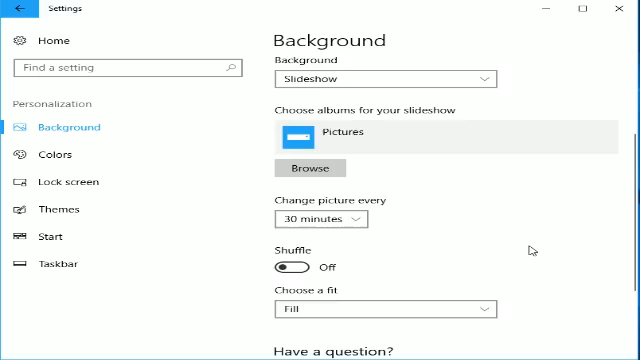 Settings
Home
Find a setting
Personalization
Background
Colors
Lock screen
Themes
Start
Taskbar
Background
Background
Slideshow
Choose albums for your slideshow
Pictures
Browse
Change picture every
30 minutes
Shuffle
Off
Choose a fit
Fill
Have a question?